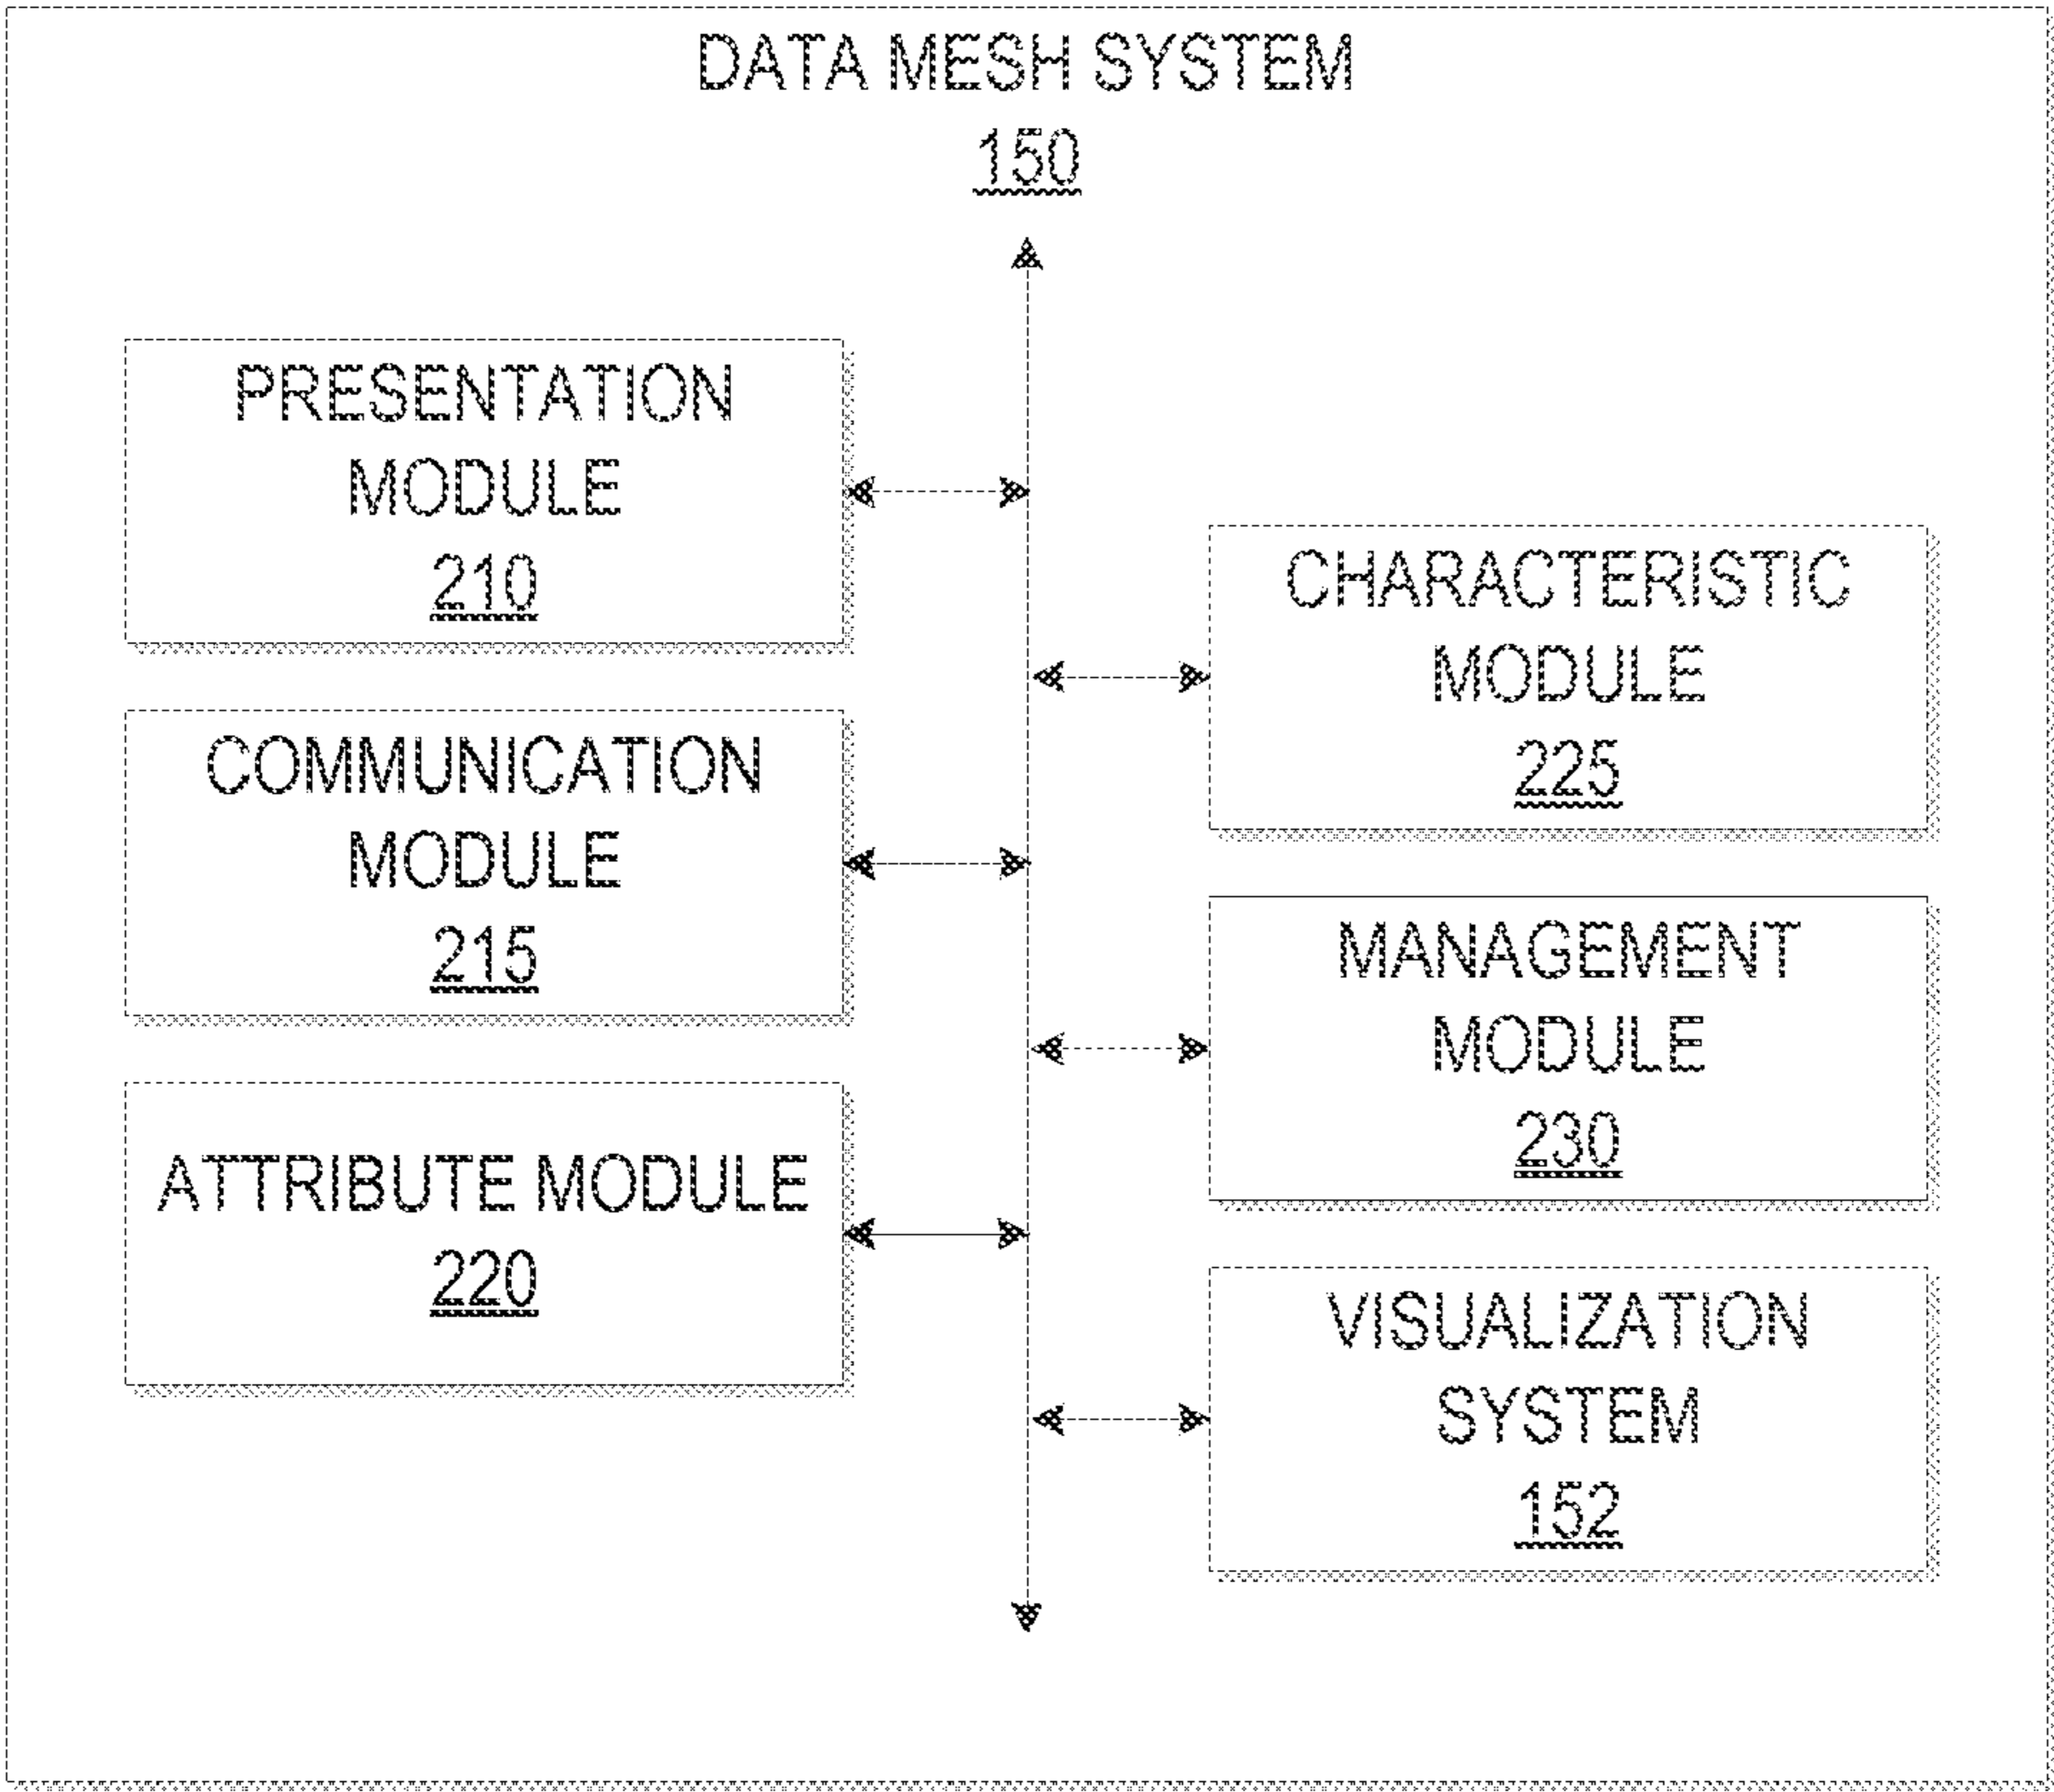 DATA MESH SYSTEM
150
PRESENTATION
MODULE
210
COMMUNICATION
MODULE
215
ATTRIBUTE MODULE
220
CHARACTERISTIC
MODULE
225
MANAGEMENT
MODULE
230
VISUALIZATION
SYSTEM
152